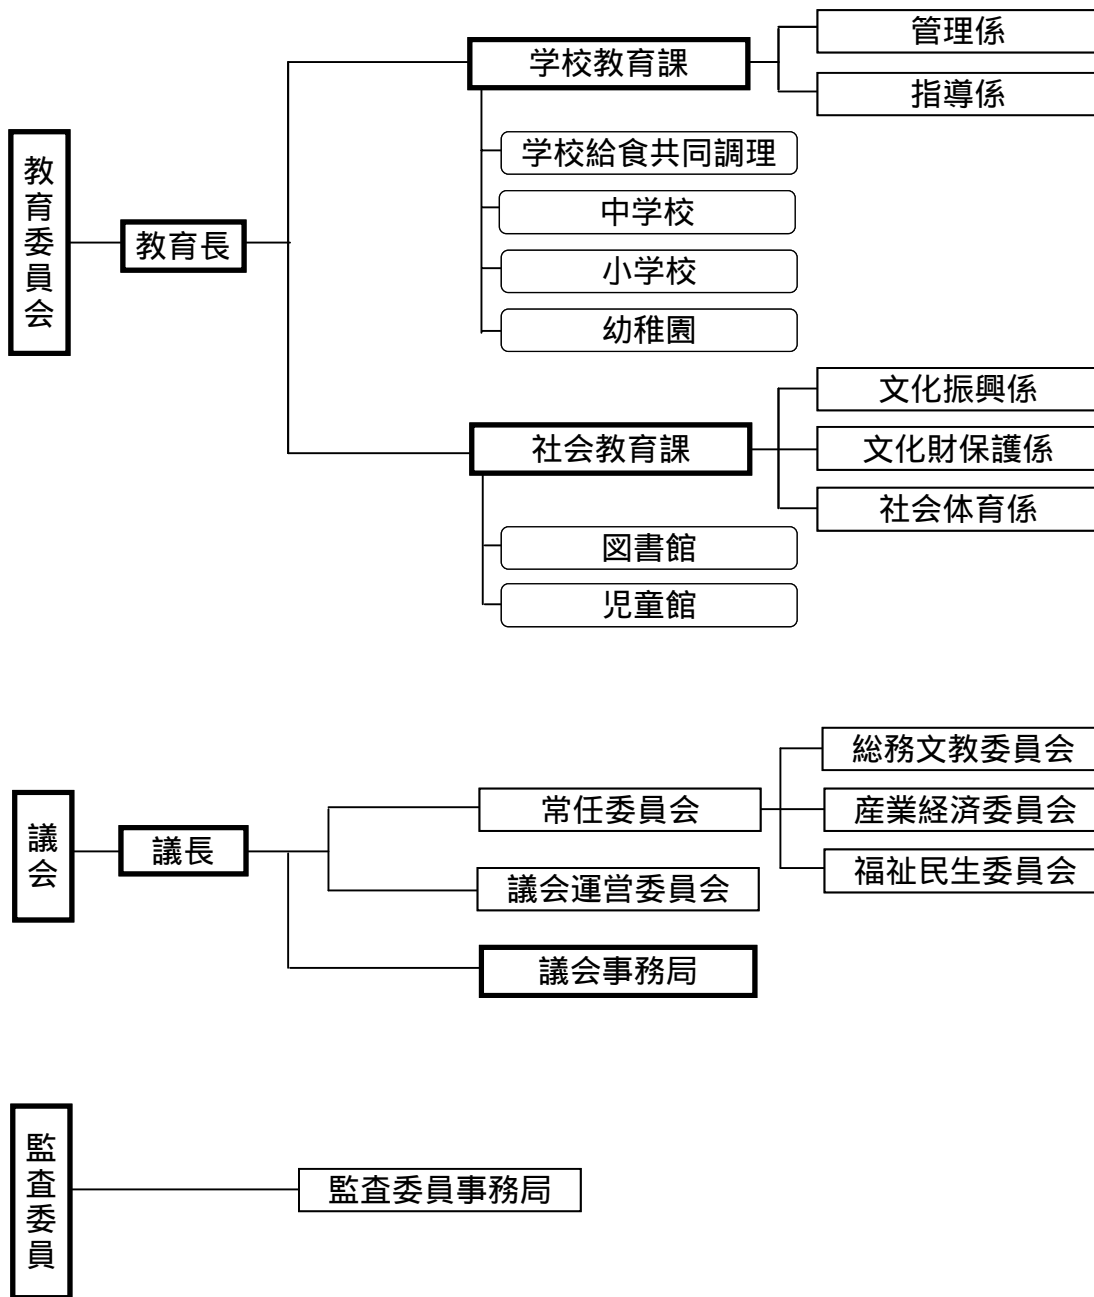 教育委員会
教育長
学校教育課
管理係
指導係
学校給食共同調理
中学校
小学校
幼稚園
社会教育課
文化振興係
文化財保護係
社会体育係
図書館
児童館
議会
議長
常任委員会
総務文教委員会
産業経済委員会
福祉民生委員会
議会運営委員会
議会事務局
監査委員
監査委員事務局